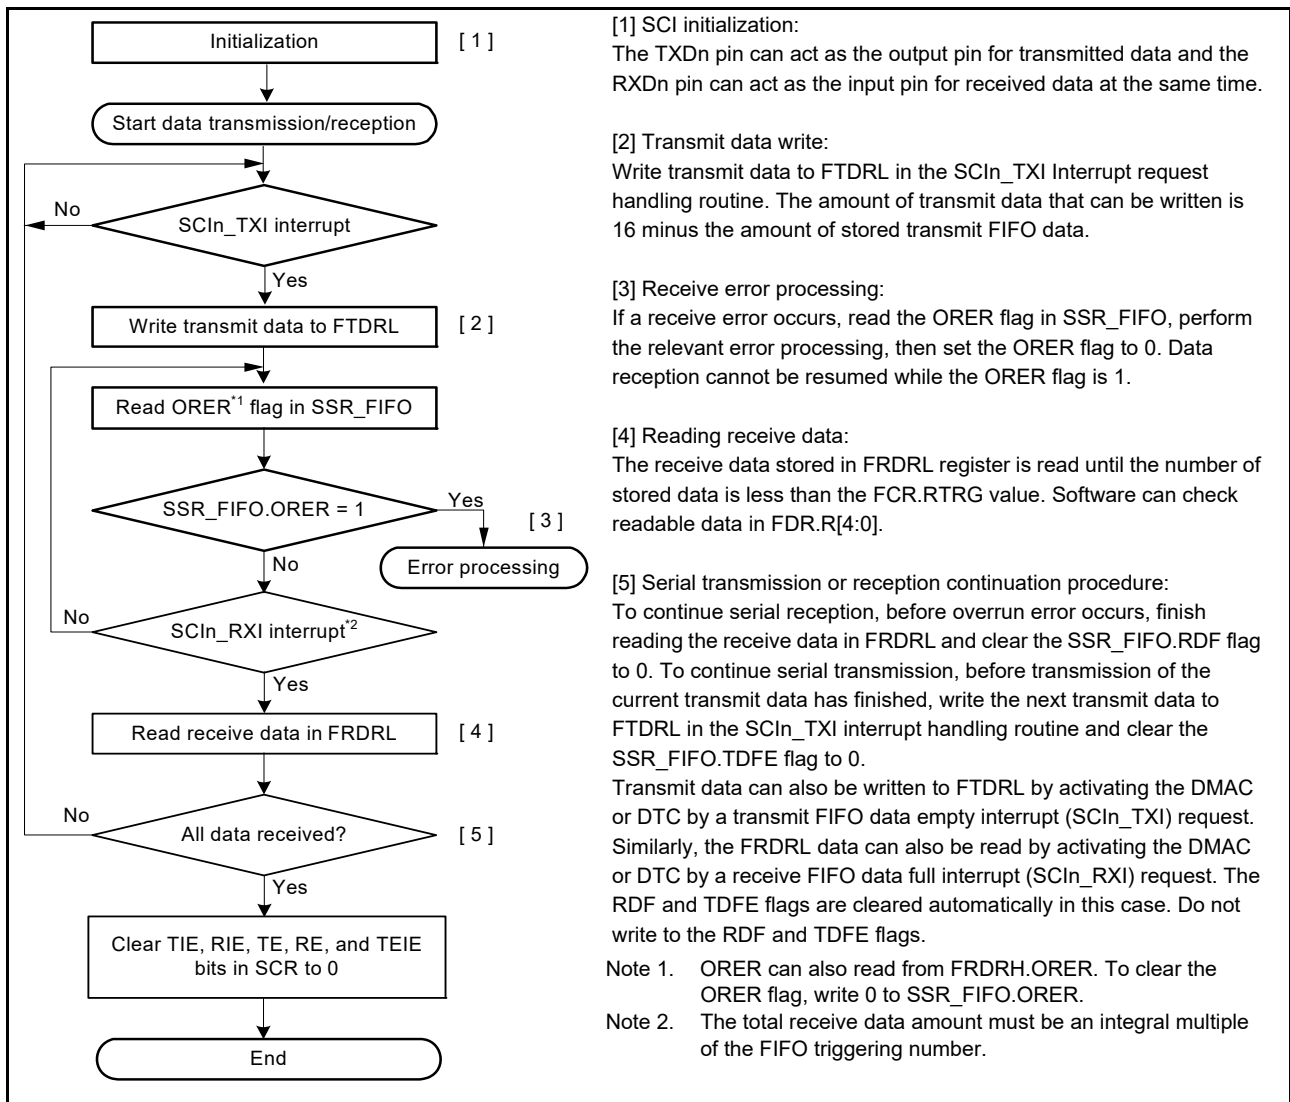 Initialization
[ 1 ]
Start data transmission/reception
No
SCIn_TXI interrupt
Yes
Write transmit data to FTDRL
[ 2 ]
Read ORER*1 flag in SSR_FIFO
SSR_FIFO.ORER = 1
Yes
[ 3 ]
No
Error processing
No
SCIn_RXI interrupt*2
Yes
Read receive data in FRDRL
[ 4 ]
No
All data received?
[ 5 ]
Yes
Clear TIE, RIE, TE, RE, and TEIE
bits in SCR to 0
End
[1] SCI initialization:
The TXDn pin can act as the output pin for transmitted data and the
RXDn pin can act as the input pin for received data at the same time.
[2] Transmit data write:
Write transmit data to FTDRL in the SCIn_TXI Interrupt request
handling routine. The amount of transmit data that can be written is
16 minus the amount of stored transmit FIFO data.
[3] Receive error processing:
If a receive error occurs, read the ORER flag in SSR_FIFO, perform
the relevant error processing, then set the ORER flag to 0. Data
reception cannot be resumed while the ORER flag is 1.
[4] Reading receive data:
The receive data stored in FRDRL register is read until the number of
stored data is less than the FCR.RTRG value. Software can check
readable data in FDR.R[4:0].
[5] Serial transmission or reception continuation procedure:
To continue serial reception, before overrun error occurs, finish
reading the receive data in FRDRL and clear the SSR_FIFO.RDF flag
to 0. To continue serial transmission, before transmission of the
current transmit data has finished, write the next transmit data to
FTDRL in the SCIn_TXI interrupt handling routine and clear the
SSR_FIFO.TDFE flag to 0.
Transmit data can also be written to FTDRL by activating the DMAC
or DTC by a transmit FIFO data empty interrupt (SCIn_TXI) request.
Similarly, the FRDRL data can also be read by activating the DMAC
or DTC by a receive FIFO data full interrupt (SCIn_RXI) request. The
RDF and TDFE flags are cleared automatically in this case. Do not
write to the RDF and TDFE flags.
Note 1. ORER can also read from FRDRH.ORER. To clear the
ORER flag, write 0 to SSR_FIFO.ORER.
Note 2. The total receive data amount must be an integral multiple
of the FIFO triggering number.